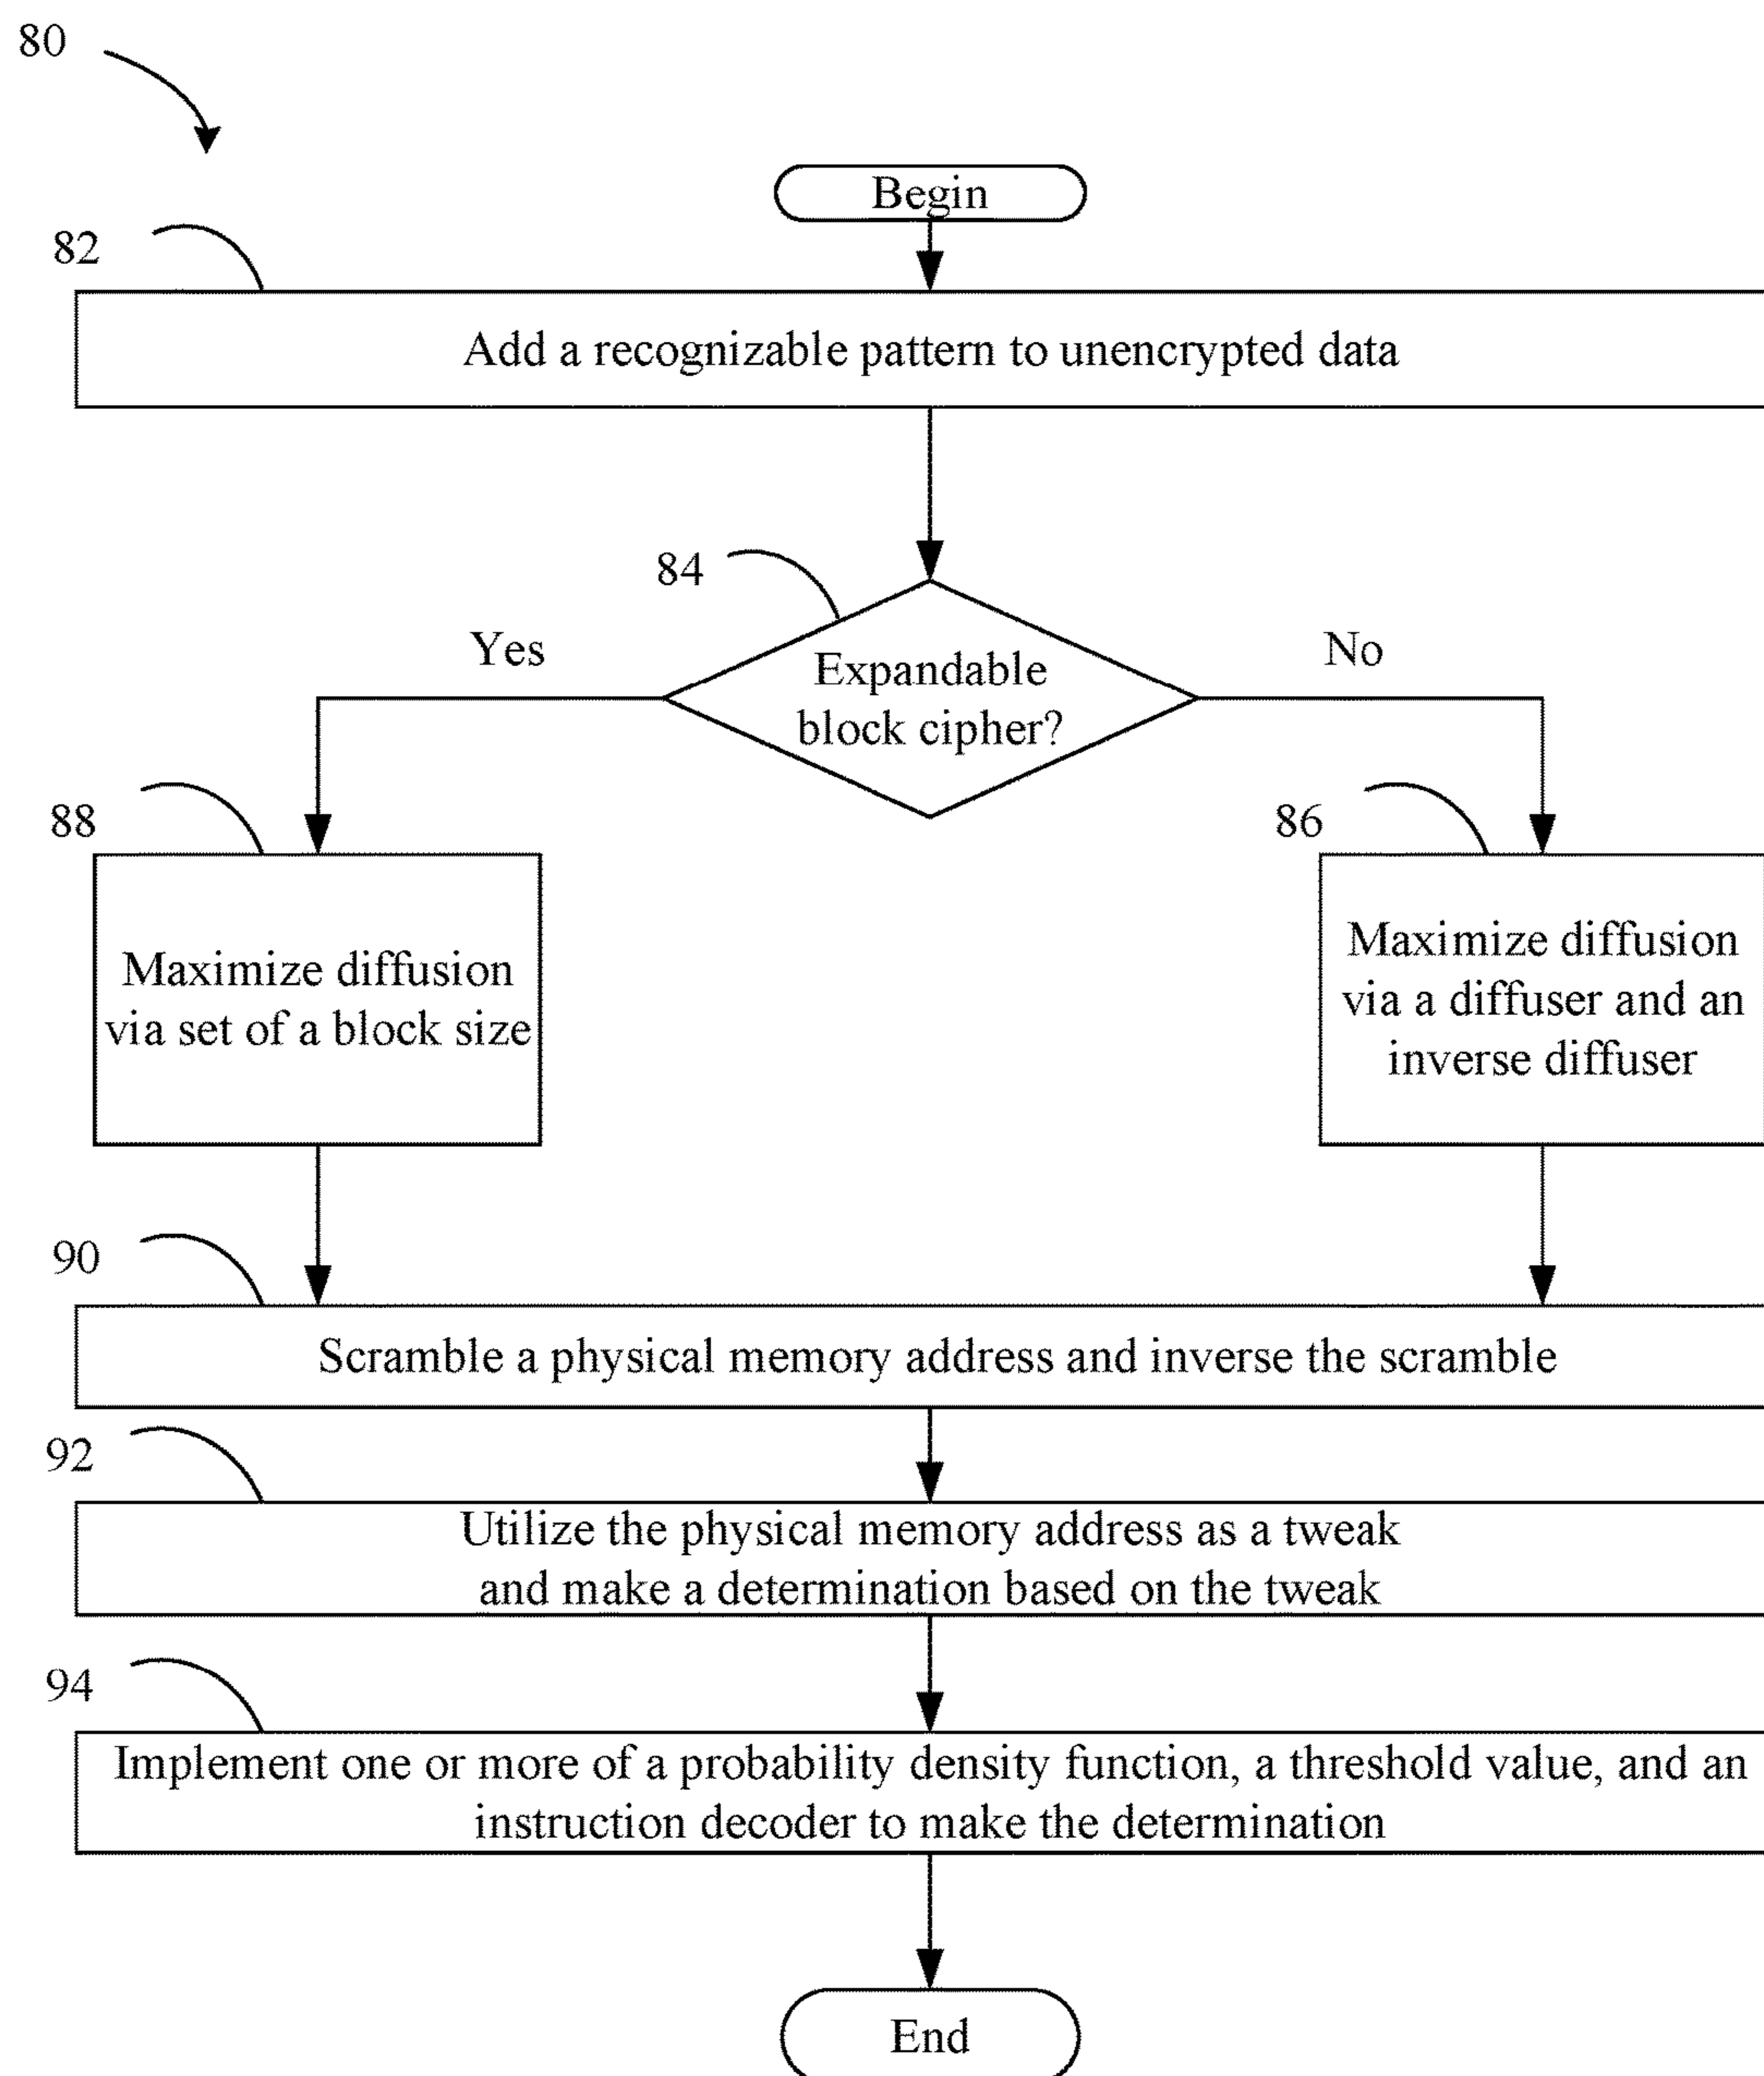 80
Begin
82
Add a recognizable pattern to unencrypted data
84
Yes
No
Expandable
block cipher?
88
86
Maximize diffusion
via set of a block size
Maximize diffusion
via a diffuser and an
inverse diffuser
90
Scramble a physical memory address and inverse the scramble
92
Utilize the physical memory address as a tweak
and make a determination based on the tweak
94
Implement one or more of a probability density function, a threshold value, and an
instruction decoder to make the determination
End